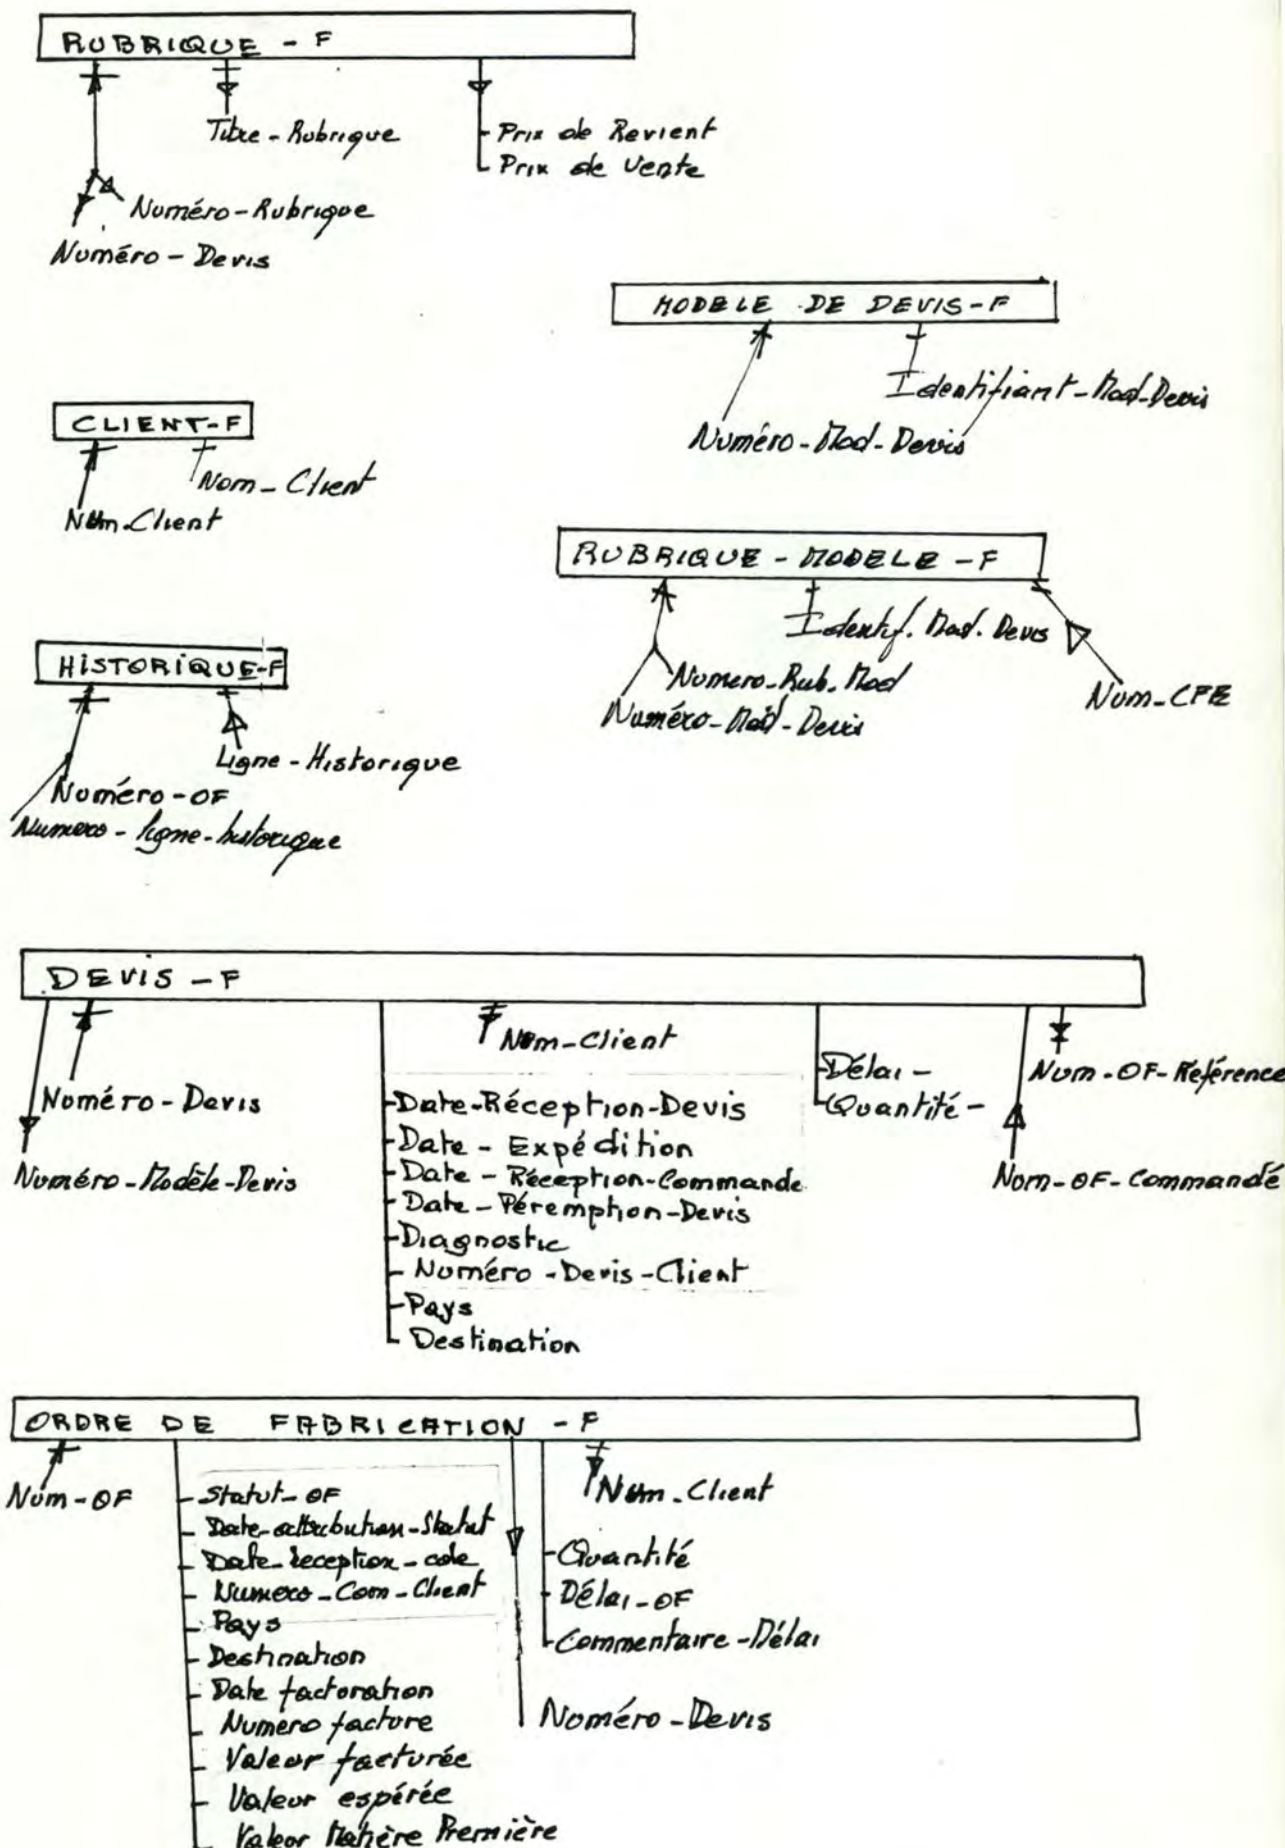 RUBRIQUE - F
Titre - Rubrique
Prix de Revient
Prix de Vente
Numéro - Rubrique
Numéro - Devis
MODELE DE DEVIS - F
Identifiant - Mod - Devis
Numéro - Mod - Devis
CLIENT - F
Nom - Client
Num - Client
RUBRIQUE - MODELE - F
Identif. Mod. Devis
Numero - Rub. Mod
Numéro - Mod - Devis
Num - CPE
HISTORIQUE - F
Ligne - Historique
Numéro - OF
Numero - ligne - historique
DEVIS - F
Num - Client
Numéro - Devis
Numéro - Modèle - Devis
Date - Réception - Devis
Date - Expédition
Date - Réception - Commande
Date - Péremption - Devis
Diagnostic
Numéro - Devis - Client
Pays
Destination
Délai -
Quantité -
Num - OF - Référence
Num - OF - Commandé
ORDRE DE FABRICATION - F
Num - OF
Statut - OF
Date - attribution - Statut
Date - reception - cde
Numero - Com - Client
Pays
Destination
Date facturation
Numero facture
Valeur facturée
Valeur espérée
Valeur Matière Première
Num - Client
Quantité
Délai - OF
Commentaire - Délai
Numéro - Devis